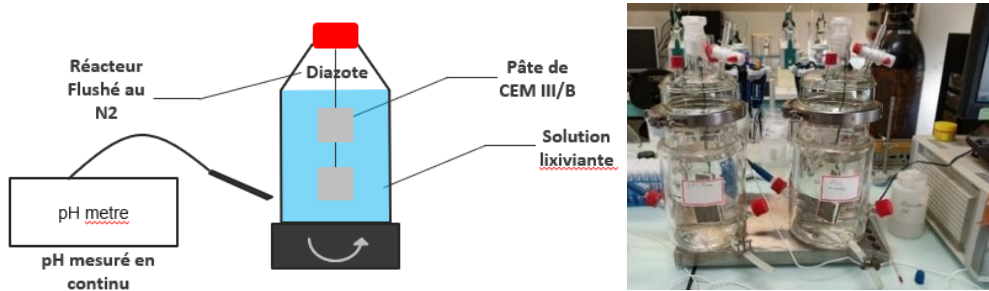 Réacteur
Flushé au
N2
Diazote
Pâte de
CEM III/B
Solution
lixiviante
pH metre
pH mesuré en
continu